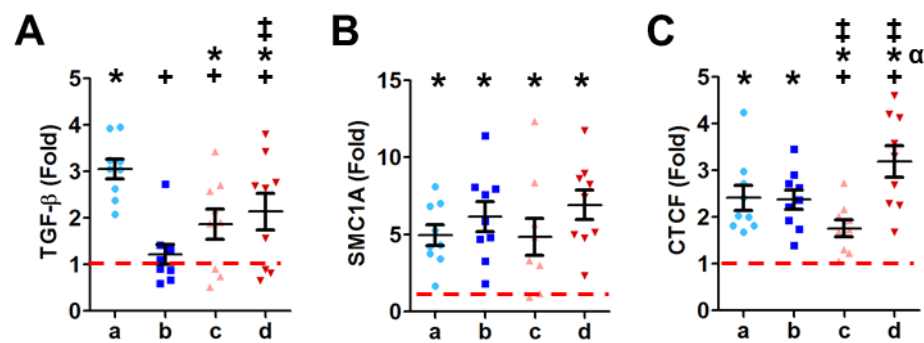 A
TGF-β (Fold)
5
4
3
2
1
0
* + * + ‡ * +
a b c d
B
SMC1A (Fold)
15
10
5
0
* * * *
a b c d
C
CTCF (Fold)
5
4
3
2
1
0
* * ‡ * + ‡ * α +
a b c d